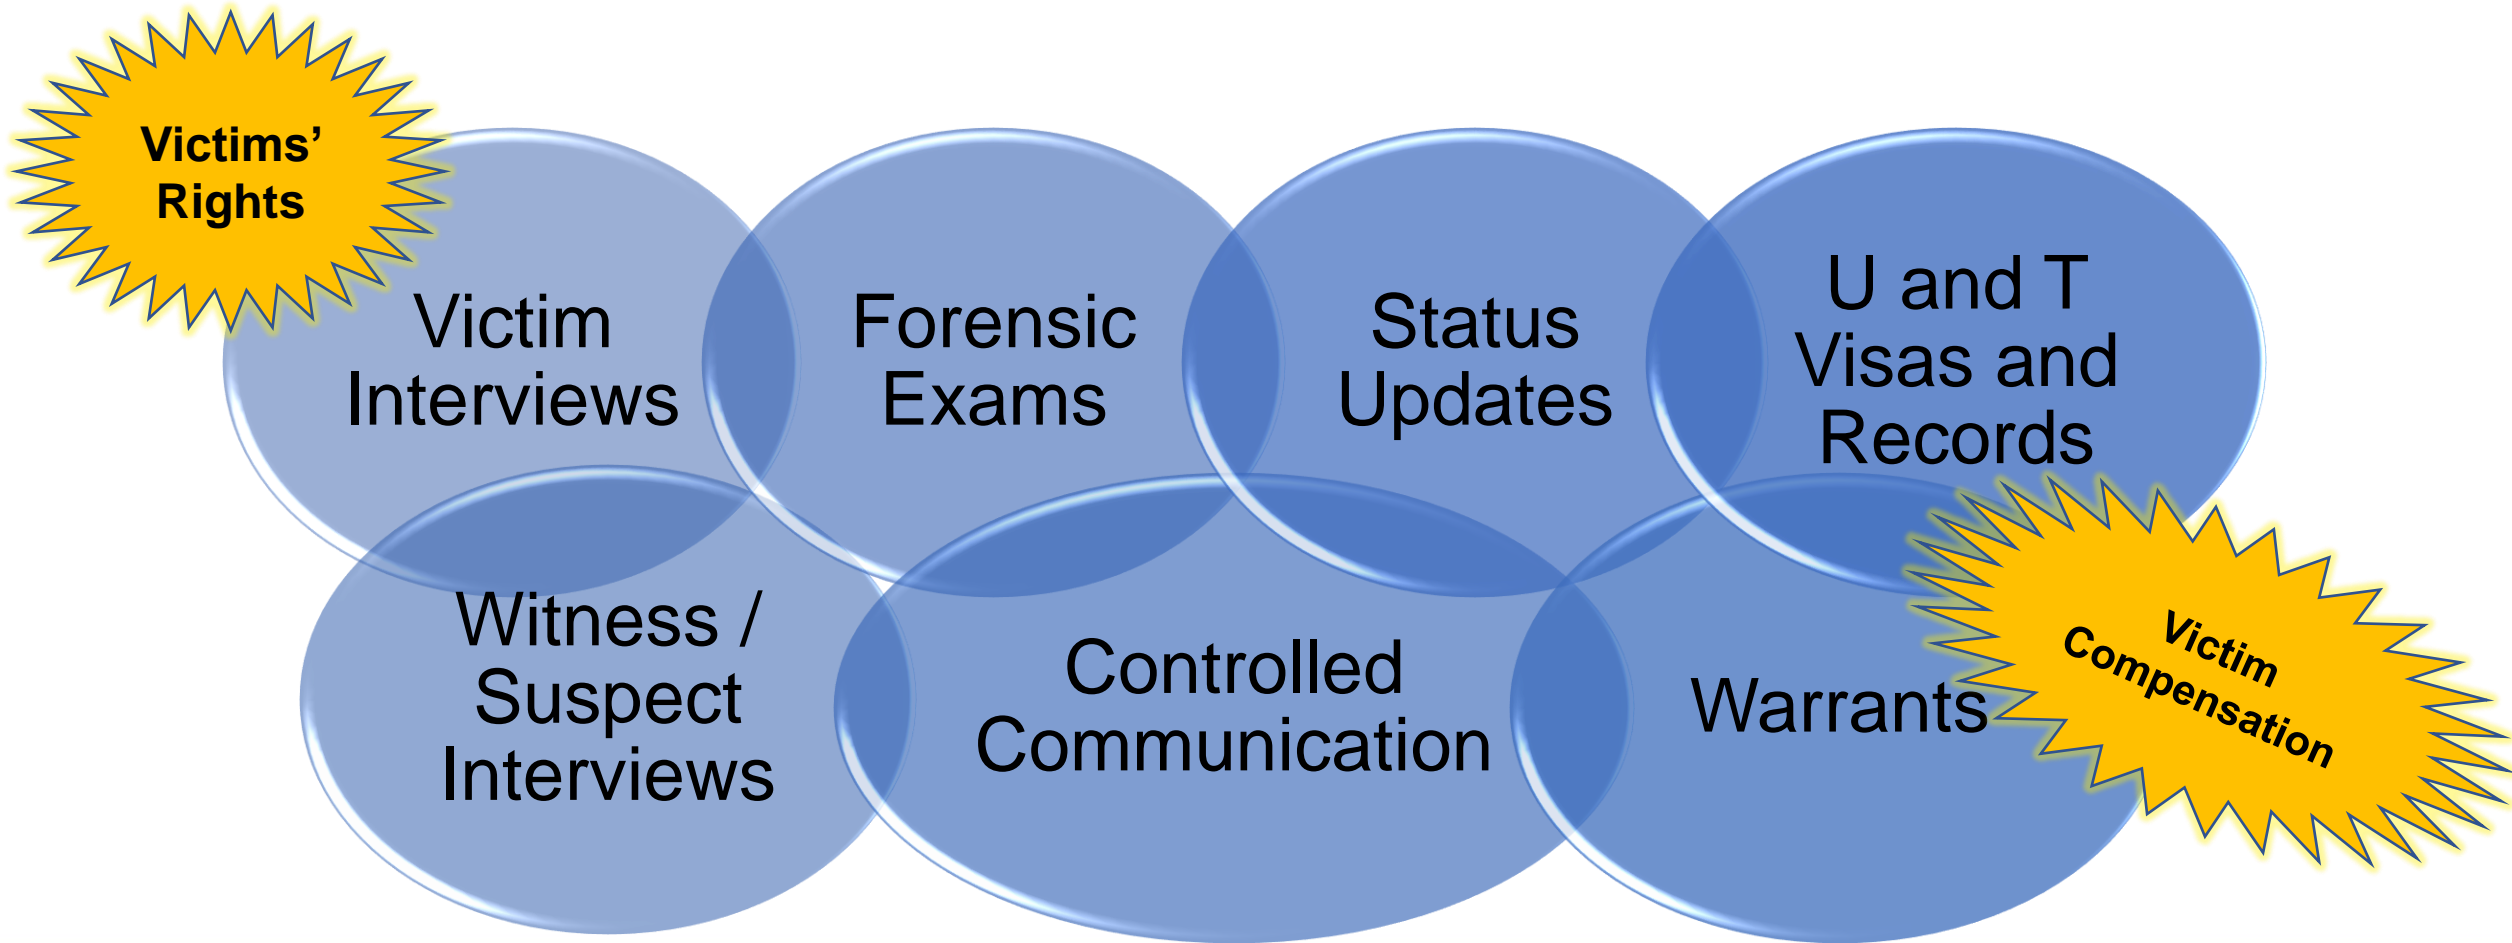 Victims’
Rights
Victim
Interviews
Forensic
Exams
Status
Updates
U and T
Visas and
Records
Witness /
Suspect
Interviews
Controlled
Communication
Warrants
Victim
Compensation